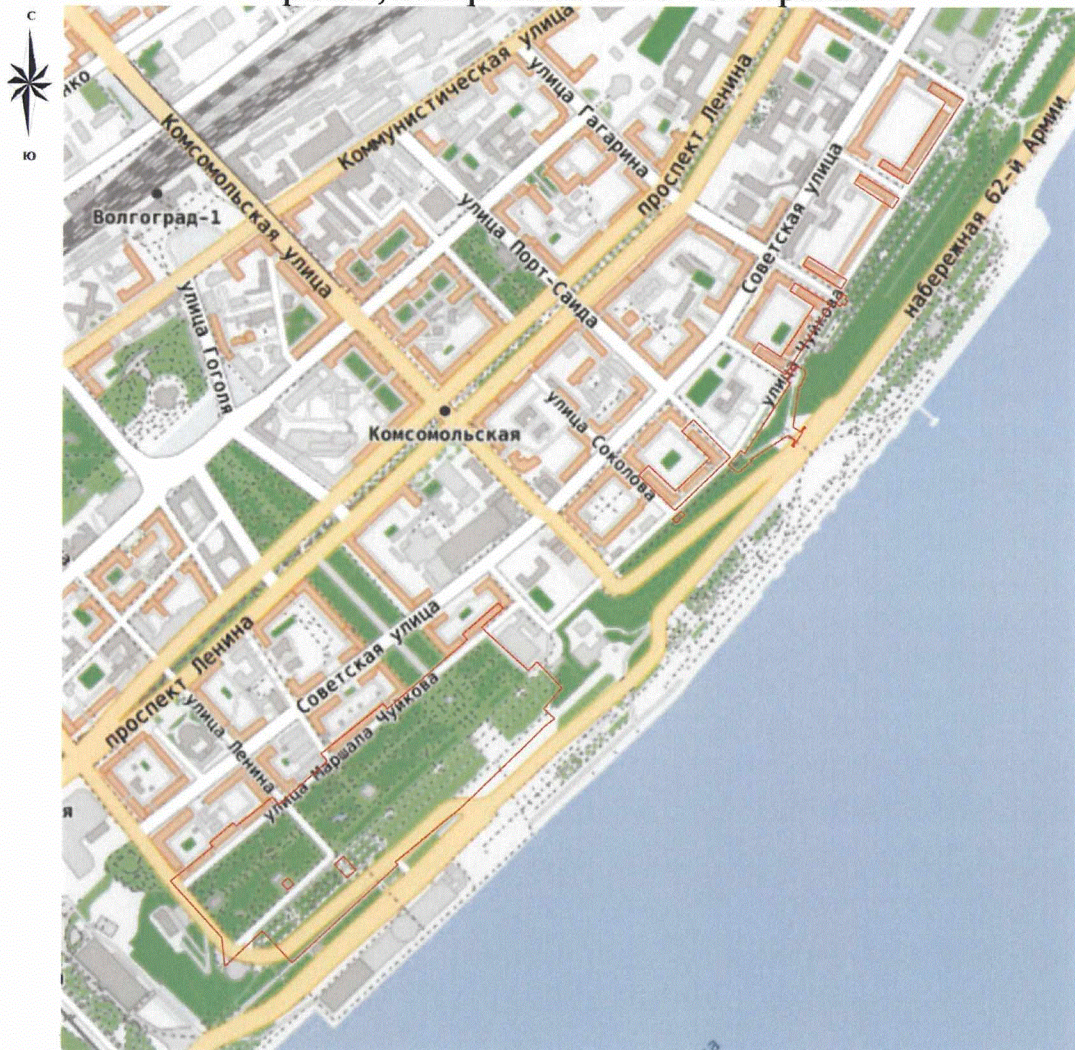 С
Ю
нко
Комсомольская улица
Коммунистическая улица
улица Гагарина
проспект Ленина
Волгоград-1
улица Порт-Саида
Советская улица
набережная 62-й Армии
улица Гоголя
улица Чуйкова
Комсомольская
улица Соколова
проспект Ленина
Советская улица
улица Ленина
улица Маршала Чуйкова
я